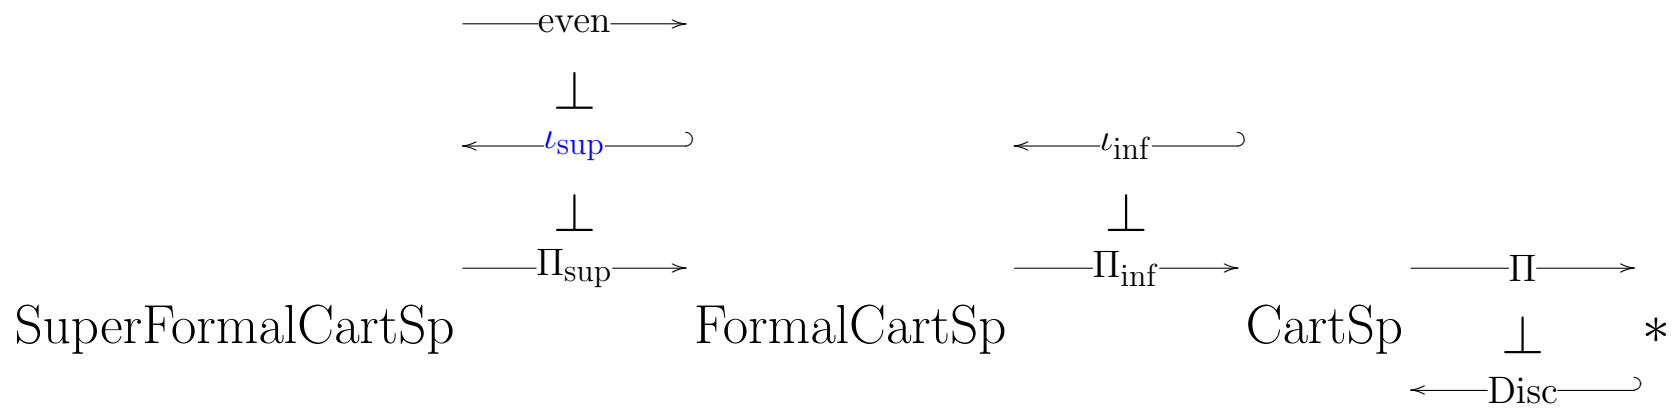 even
⊥
ι_sup ι_inf
⊥ ⊥
Π_sup Π_inf Π
SuperFormalCartSp FormalCartSp CartSp ⊥ *
Disc